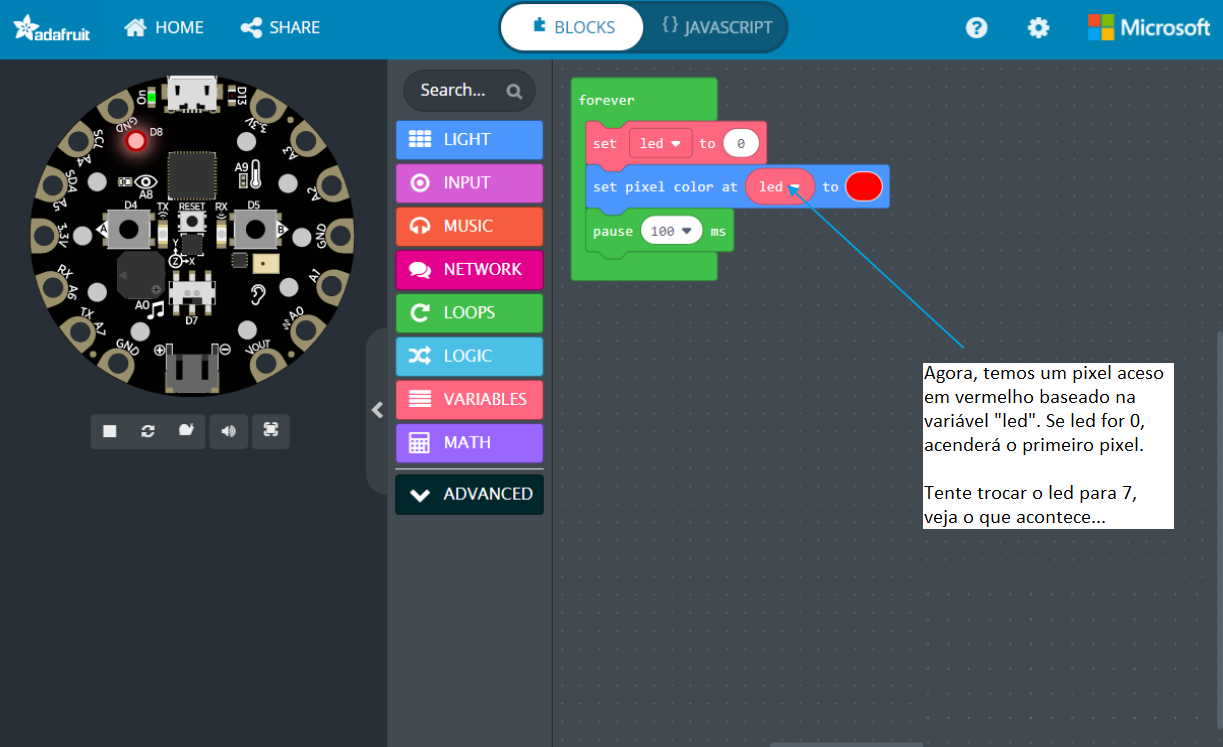 adafruit
HOME
SHARE
BLOCKS
{} JAVASCRIPT
Microsoft
On
D13
GND
D8
3.3V
SCL
A4
A3
A9
SDA
A5
A8
A2
D4
TX
RESET
RX
D5
A
B
3.3V
GND
Y
Z
X
RX
A6
A1
TX
A7
A0
D7
A0
GND
VOUT
Search...
LIGHT
INPUT
MUSIC
NETWORK
LOOPS
LOGIC
VARIABLES
MATH
ADVANCED
forever
set led to 0
set pixel color at led to
pause 100 ms
Agora, temos um pixel aceso
em vermelho baseado na
variável "led". Se led for 0,
acenderá o primeiro pixel.
Tente trocar o led para 7,
veja o que acontece...